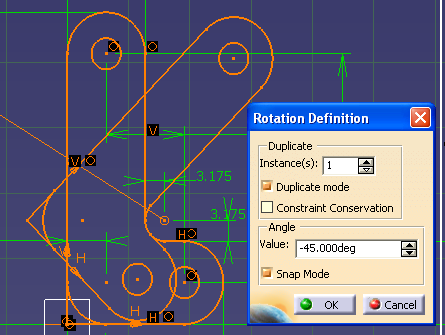 Rotation Definition
Duplicate
Instance(s): 1
Duplicate mode
Constraint Conservation
Angle
Value: -45.000deg
Snap Mode
OK Cancel
V
V
3,175
3,175
H
H
H
H